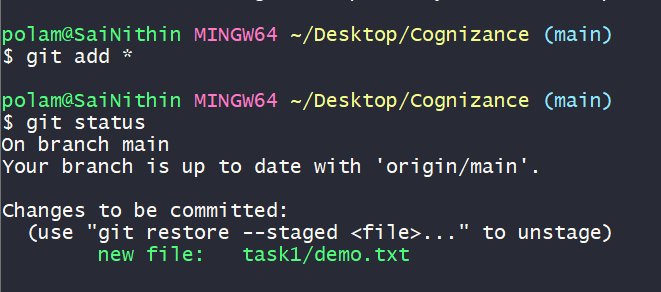 polam@SaiNithin MINGW64 ~/Desktop/Cognizance (main)
$ git add *
polam@SaiNithin MINGW64 ~/Desktop/Cognizance (main)
$ git status
On branch main
Your branch is up to date with 'origin/main'.
Changes to be committed:
  (use "git restore --staged <file>..." to unstage)
        new file:   task1/demo.txt